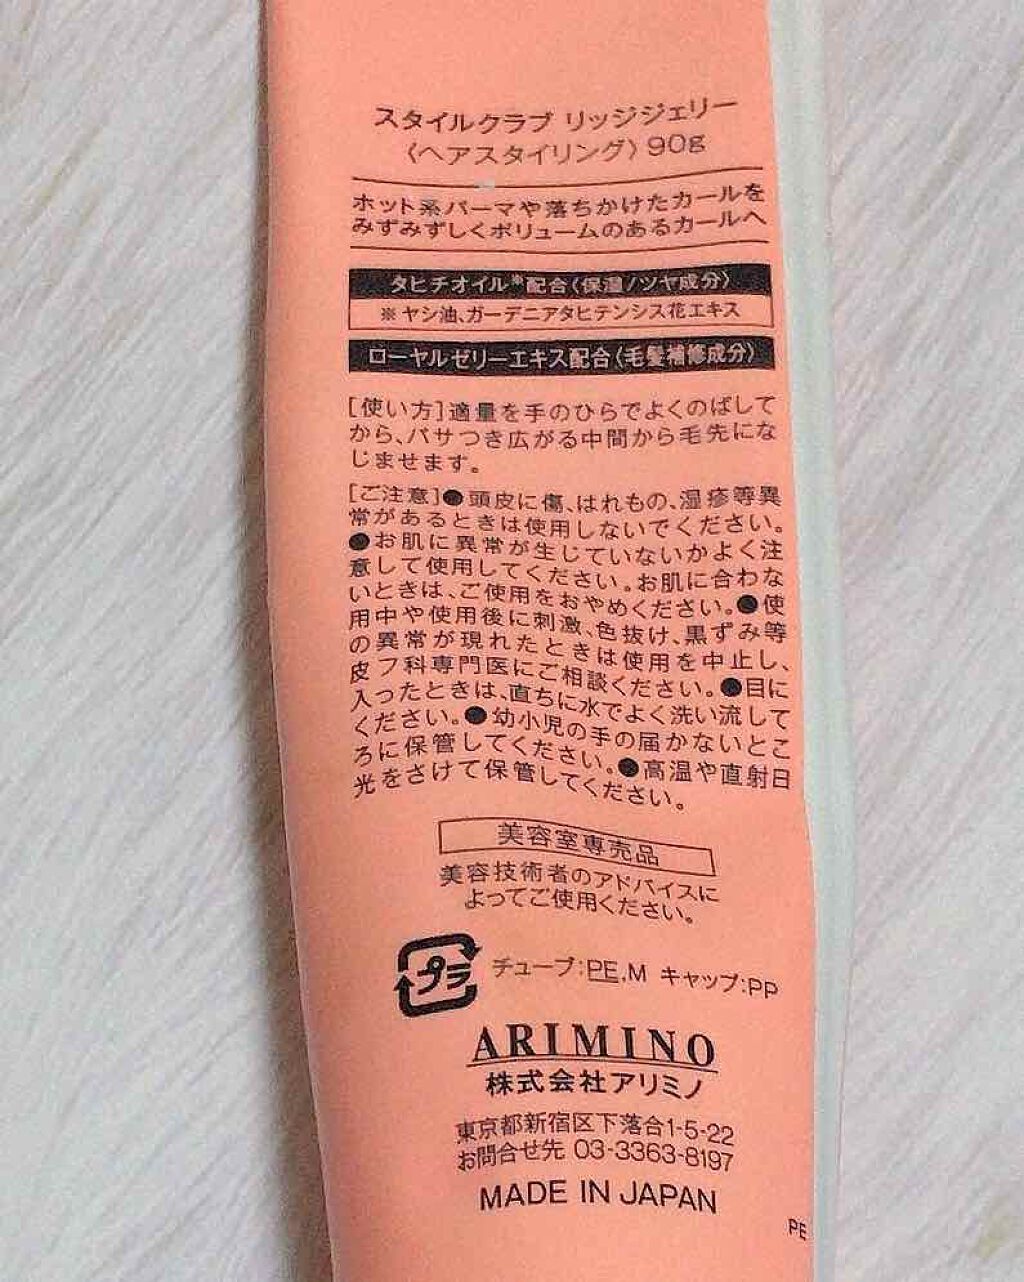 スタイルクラブ リッジジェリー
〈ヘアスタイリング〉90g
ホット系パーマや落ちかけたカールを
みずみずしくボリュームのあるカールへ
タヒチオイル※配合〈保湿/ツヤ成分〉
※ヤシ油、ガーデニアタヒテンシス花エキス
ローヤルゼリーエキス配合〈毛髪補修成分〉
[使い方]適量を手のひらでよくのばして
から、パサつき広がる中間から毛先にな
じませます。
[ご注意]●頭皮に傷、はれもの、湿疹等異
常があるときは使用しないでください。
●お肌に異常が生じていないかよく注
意して使用してください。お肌に合わな
いときは、ご使用をおやめください。●使
用中や使用後に刺激、色抜け、黒ずみ等
の異常が現れたときは使用を中止し、
皮フ科専門医にご相談ください。●目に
入ったときは、直ちに水でよく洗い流して
ください。●幼小児の手の届かないとこ
ろに保管してください。●高温や直射日
光をさけて保管してください。
美容室専売品
美容技術者のアドバイスに
よってご使用ください。
プラ チューブ:PE,M キャップ:PP
ARIMINO
株式会社アリミノ
東京都新宿区下落合1-5-22
お問合せ先 03-3363-8197
MADE IN JAPAN
PE